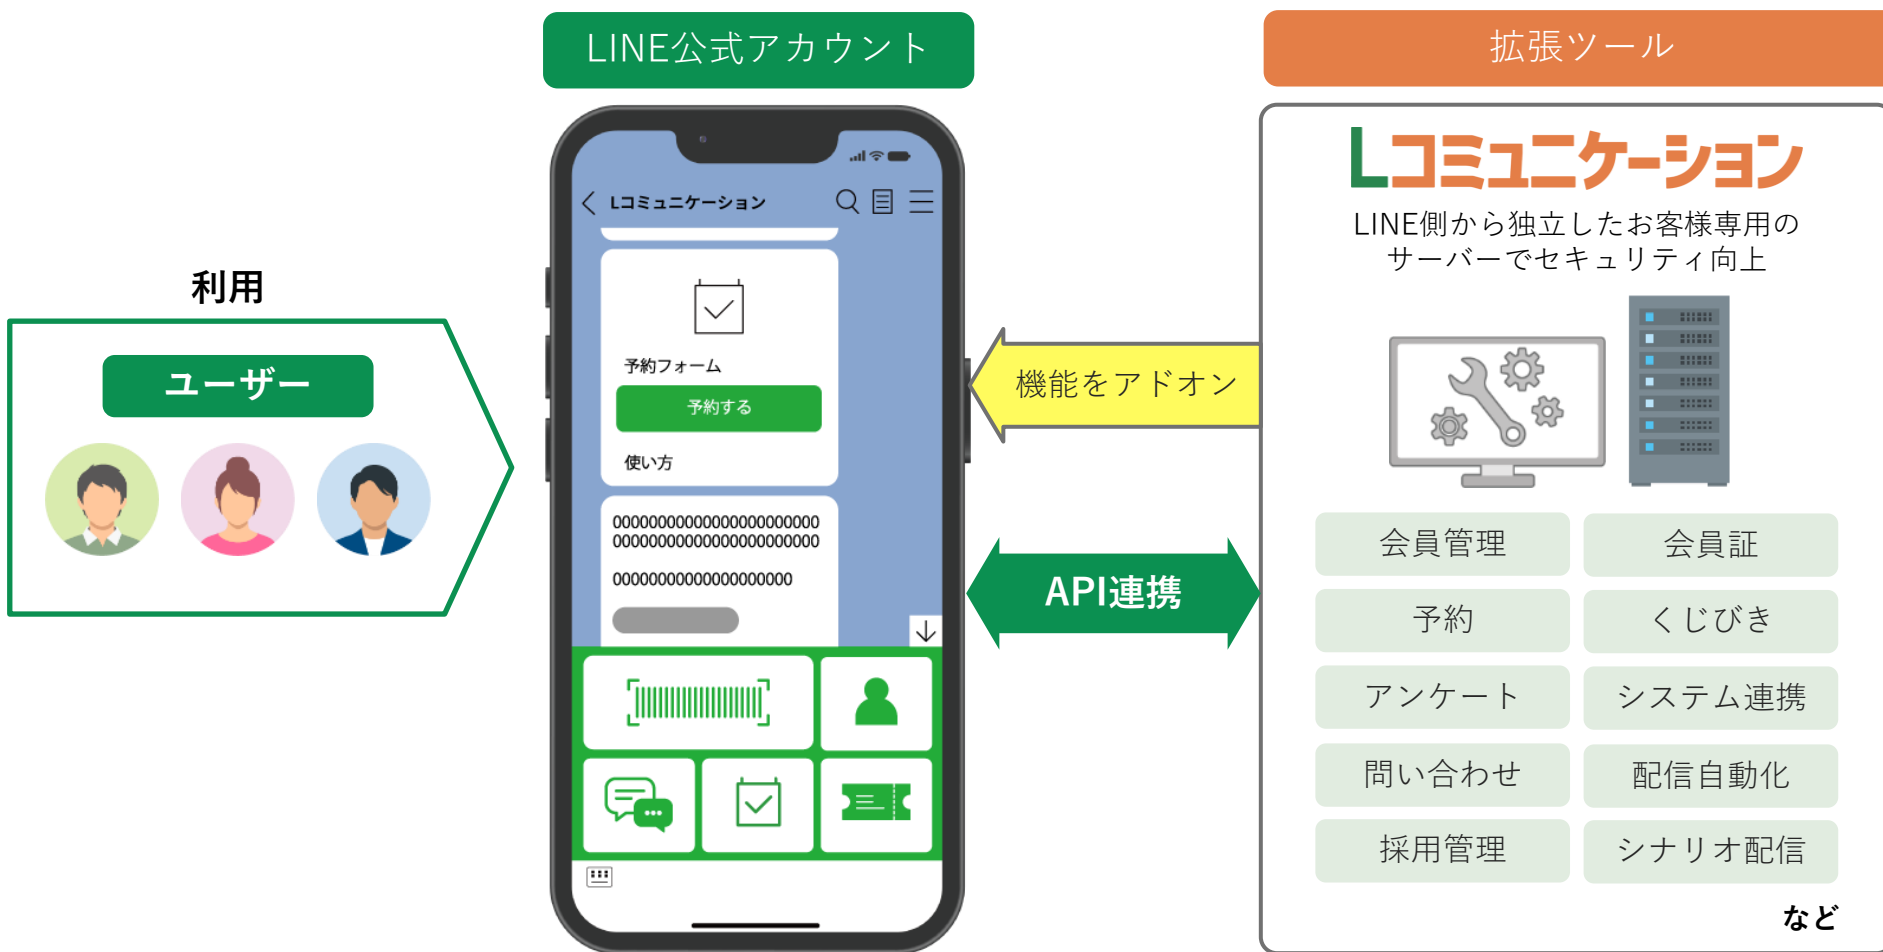 LINE公式アカウント
拡張ツール
利用
ユーザー
Lコミュニケーション
予約フォーム
予約する
使い方
00000000000000000000000
00000000000000000000000
00000000000000000000
機能をアドオン
API連携
Lコミュニケーション
LINE側から独立したお客様専用の
サーバーでセキュリティ向上
会員管理
会員証
予約
くじびき
アンケート
システム連携
問い合わせ
配信自動化
採用管理
シナリオ配信
など